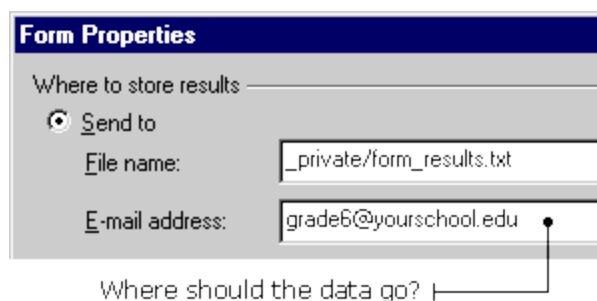 Form Properties
Where to store results
Send to
File name: _private/form_results.txt
E-mail address: grade6@yourschool.edu
Where should the data go?